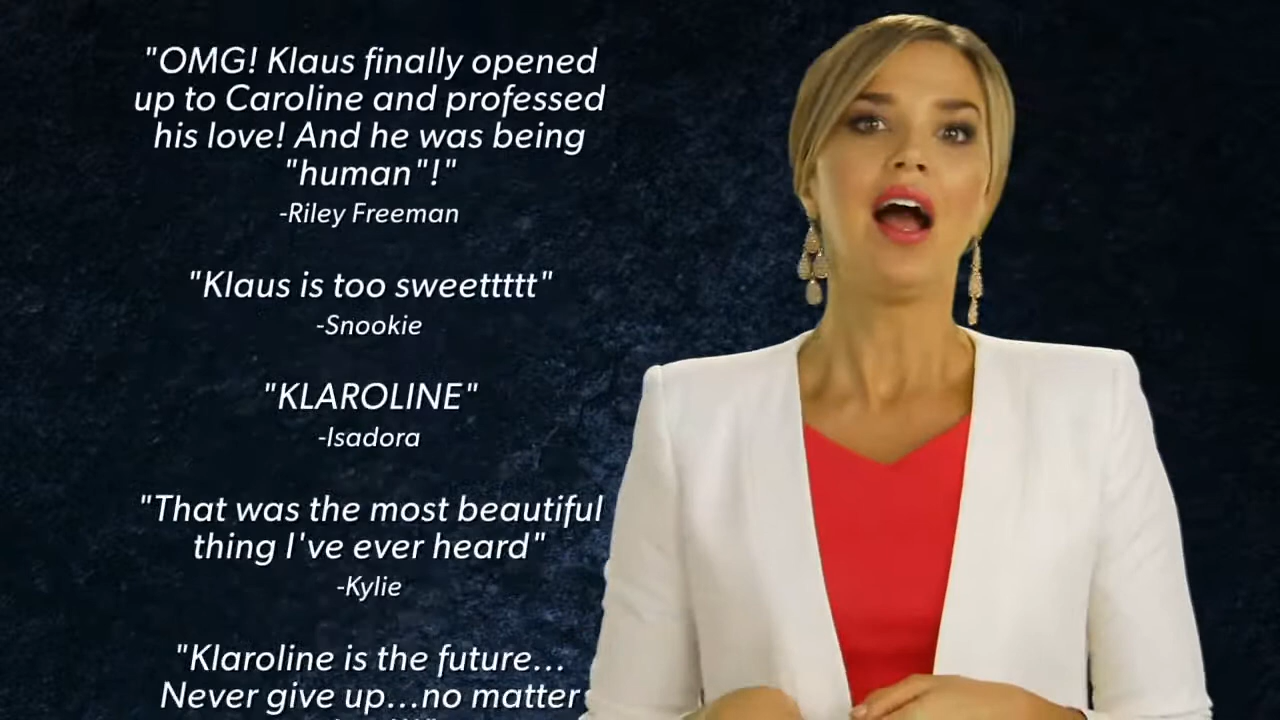 "OMG! Klaus finally opened
up to Caroline and professed
his love! And he was being
"human"!"
-Riley Freeman
"Klaus is too sweettttt"
-Snookie
"KLAROLINE"
-Isadora
"That was the most beautiful
thing I've ever heard"
-Kylie
"Klaroline is the future...
Never give up...no matter